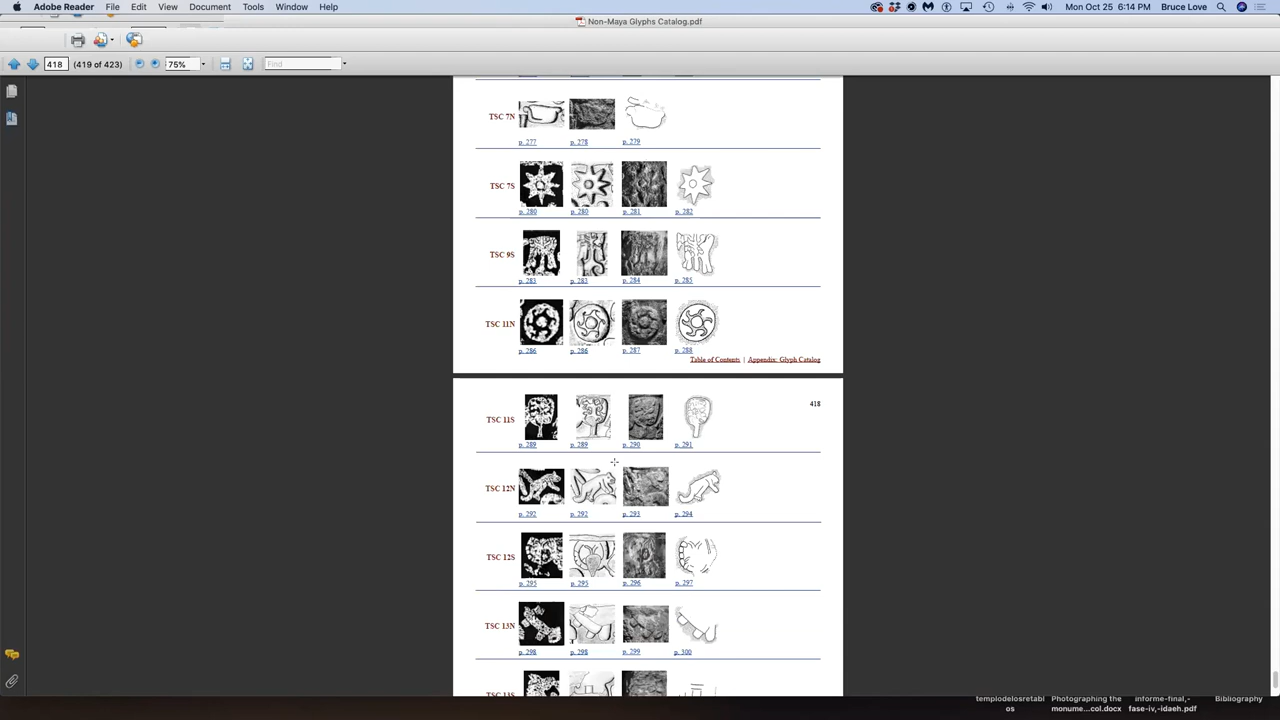 Adobe Reader File Edit View Document Tools Window Help Mon Oct 25 6:14 PM Bruce Love
Non-Maya Glyphs Catalog.pdf
418 (419 of 423) 75% Find
TSC 7N
p. 277 p. 278 p. 279
TSC 7S
p. 280 p. 280 p. 281 p. 282
TSC 9S
p. 283 p. 283 p. 284 p. 285
TSC 11N
p. 286 p. 286 p. 287 p. 288
Table of Contents | Appendix: Glyph Catalog
418
TSC 11S
p. 289 p. 289 p. 290 p. 291
TSC 12N
p. 292 p. 292 p. 293 p. 294
TSC 12S
p. 295 p. 295 p. 296 p. 297
TSC 13N
p. 298 p. 298 p. 299 p. 300
TSC 13S
templodelosretabl Photographing the informe-final,- Bibliography
os monume...col.docx fase-iv,-idaeh.pdf